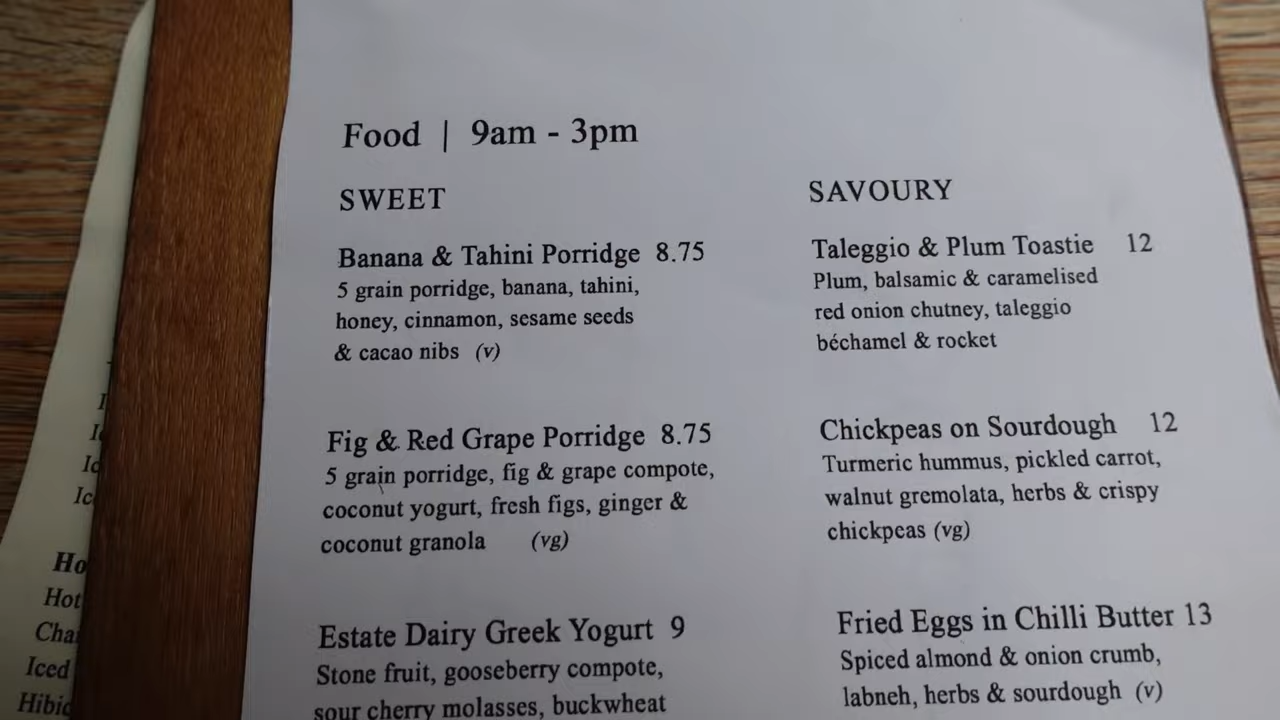 Food | 9am - 3pm
SWEET
Banana & Tahini Porridge 8.75
5 grain porridge, banana, tahini,
honey, cinnamon, sesame seeds
& cacao nibs (v)
Fig & Red Grape Porridge 8.75
5 grain porridge, fig & grape compote,
coconut yogurt, fresh figs, ginger &
coconut granola (vg)
Estate Dairy Greek Yogurt 9
Stone fruit, gooseberry compote,
sour cherry molasses, buckwheat
SAVOURY
Taleggio & Plum Toastie 12
Plum, balsamic & caramelised
red onion chutney, taleggio
béchamel & rocket
Chickpeas on Sourdough 12
Turmeric hummus, pickled carrot,
walnut gremolata, herbs & crispy
chickpeas (vg)
Fried Eggs in Chilli Butter 13
Spiced almond & onion crumb,
labneh, herbs & sourdough (v)
Hot
Iced